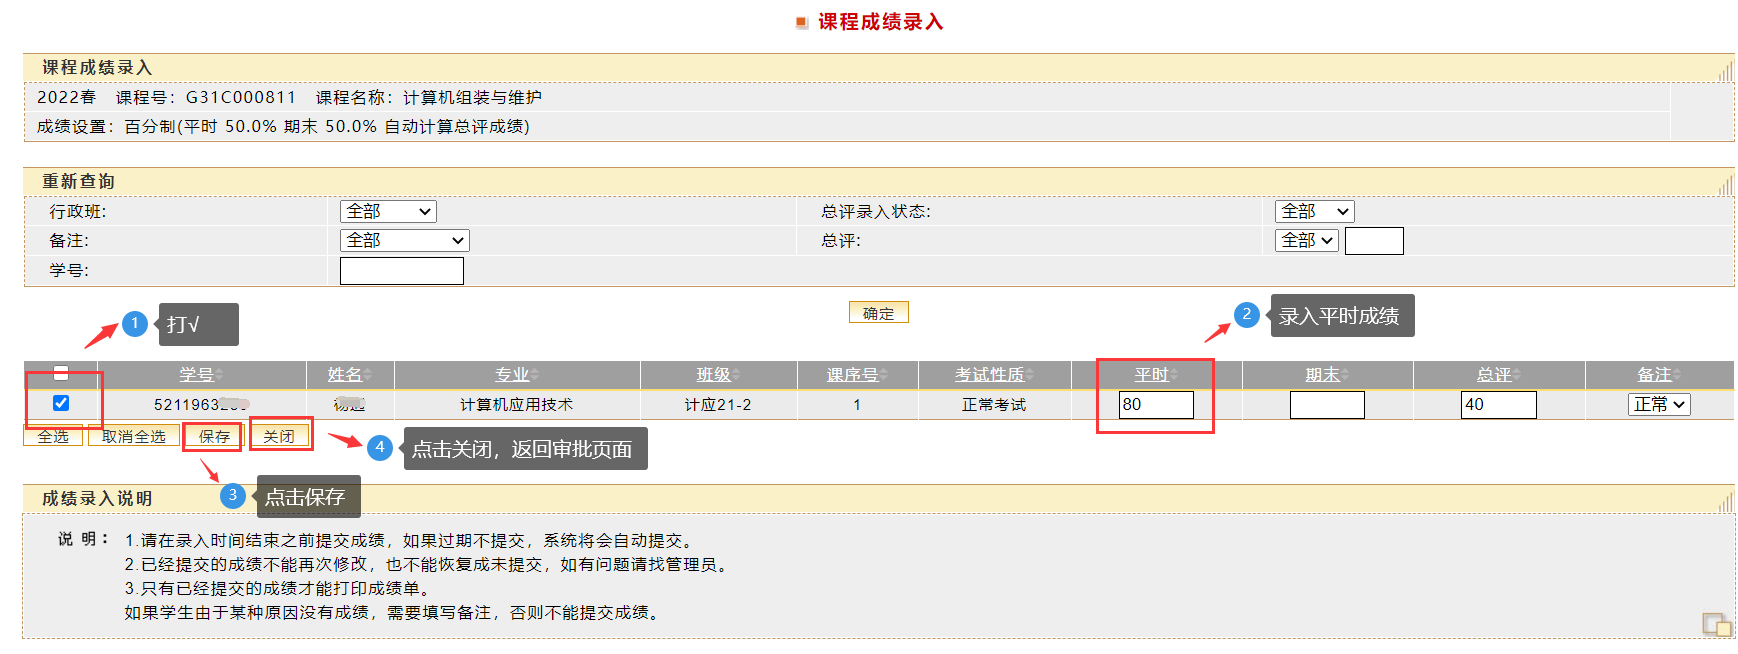 课程成绩录入
课程成绩录入
2022春 课程号：G31C000811 课程名称：计算机组装与维护
成绩设置：百分制(平时 50.0% 期末 50.0% 自动计算总评成绩)
重新查询
行政班: 全部 总评录入状态: 全部
备注: 全部 总评: 全部
学号:
确定
1 打√
2 录入平时成绩
学号 姓名 专业 班级 课序号 考试性质 平时 期末 总评 备注
5211963 计算机应用技术 计应21-2 1 正常考试 80 40 正常
全选 取消全选 保存 关闭
4 点击关闭，返回审批页面
3 点击保存
成绩录入说明
说 明： 1.请在录入时间结束之前提交成绩，如果过期不提交，系统将会自动提交。
2.已经提交的成绩不能再次修改，也不能恢复成未提交，如有问题请找管理员。
3.只有已经提交的成绩才能打印成绩单。
如果学生由于某种原因没有成绩，需要填写备注，否则不能提交成绩。